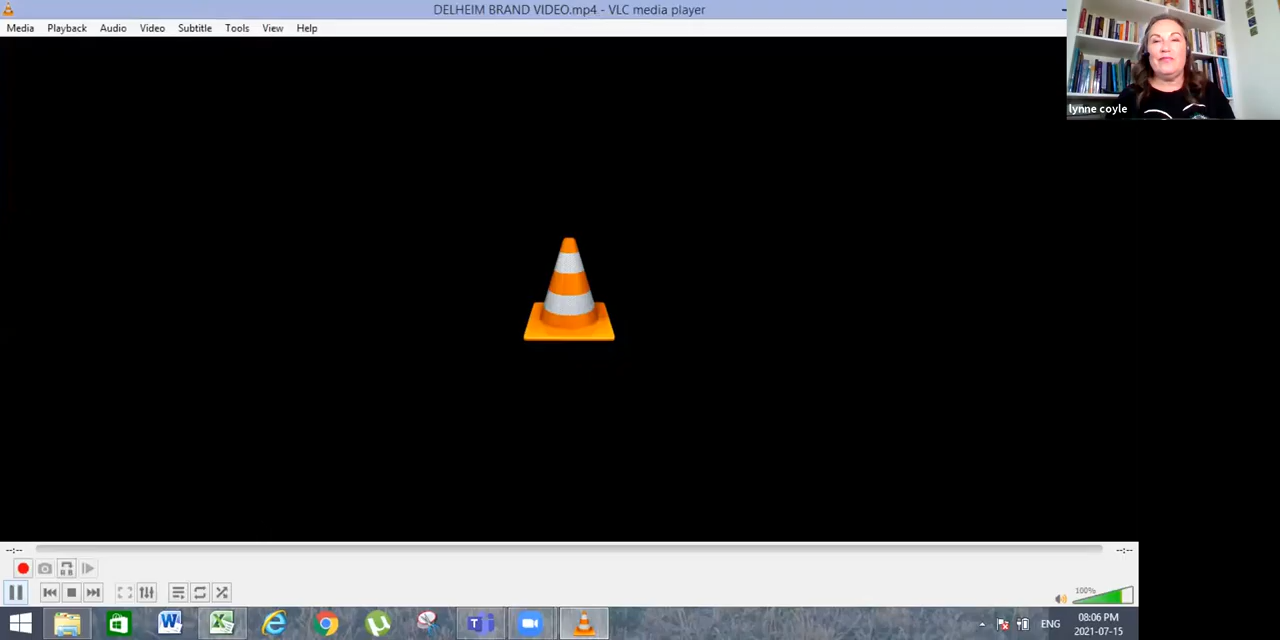 DELHEIM BRAND VIDEO.mp4 - VLC media player
Media Playback Audio Video Subtitle Tools View Help
lynne coyle
--:-- --:--
100%
ENG
08:06 PM
2021-07-15